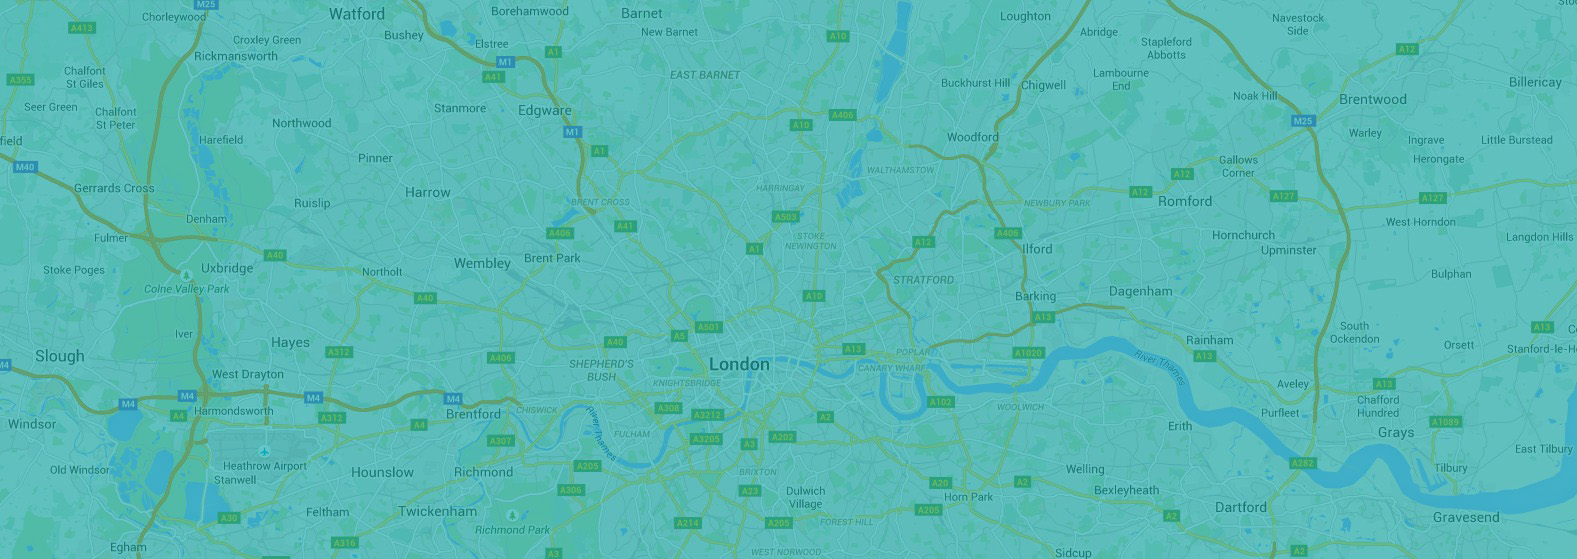 M25
Chorleywood
Watford
Borehamwood
Barnet
Loughton
Navestock
Side
A413
Croxley Green
Bushey
Elstree
New Barnet
A10
Abridge
Stapleford
Abbotts
A12
Rickmansworth
M1
A1
A41
A355
Chalfont
St Giles
EAST BARNET
Buckhurst Hill
Chigwell
Lambourne
End
Billericay
Seer Green
Chalfont
St Peter
Stanmore
Edgware
Noak Hill
Brentwood
Northwood
M1
A10
A406
Woodford
M25
Harefield
Warley
Ingrave
Little Burstead
field
Pinner
A1
Herongate
M40
WALTHAMSTOW
A12
Gallows
Corner
Gerrards Cross
Harrow
HARRINGAY
A12
Romford
A127
A127
Ruislip
BRENT CROSS
NEWBURY PARK
Denham
A503
West Horndon
Fulmer
A406
A41
STOKE
NEWINGTON
A12
A406
Hornchurch
Langdon Hills
A40
A1
Ilford
Upminster
Stoke Poges
Uxbridge
Northolt
Wembley
Brent Park
STRATFORD
Bulphan
Colne Valley Park
A40
A10
Barking
Dagenham
A13
Iver
A501
A5
South
Ockendon
A13
Hayes
A40
Rainham
Orsett
Stanford-le-H
Slough
A312
A406
SHEPHERD'S
BUSH
London
A13
POPLAR
A1020
A13
River Thames
M4
West Drayton
KNIGHTSBRIDGE
CANARY WHARF
Aveley
A13
M4
M4
M4
M4
Harmondsworth
A4
A312
Brentford
CHISWICK
A308
A3212
A2
A102
WOOLWICH
Purfleet
Chafford
Hundred
Windsor
A4
River Thames
FULHAM
Erith
A1089
A307
A3205
A3
A202
Grays
East Tilbury
Old Windsor
Heathrow Airport
Stanwell
Hounslow
Richmond
A205
BRIXTON
Welling
A282
Tilbury
A306
A23
Dulwich
Village
A20
Horn Park
A2
Bexleyheath
A30
Feltham
Twickenham
Richmond Park
A214
A205
FOREST HILL
A205
A2
Dartford
Gravesend
Egham
A316
A3
WEST NORWOOD
Sidcup
A2